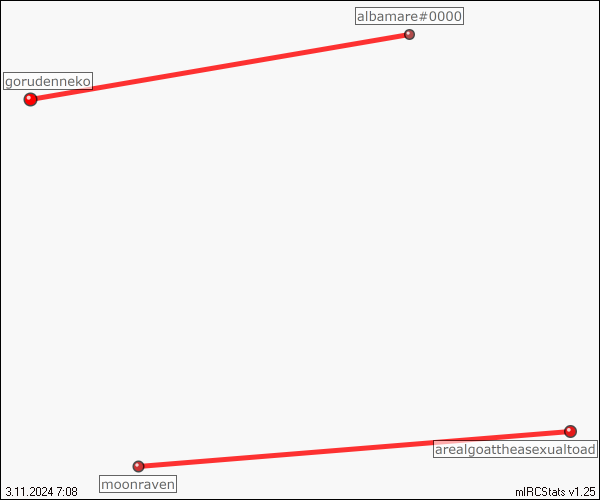 albamare#0000
gorudenneko
arealgoattheasexualtoad
moonraven
3.11.2024 7:08
mIRCStats v1.25